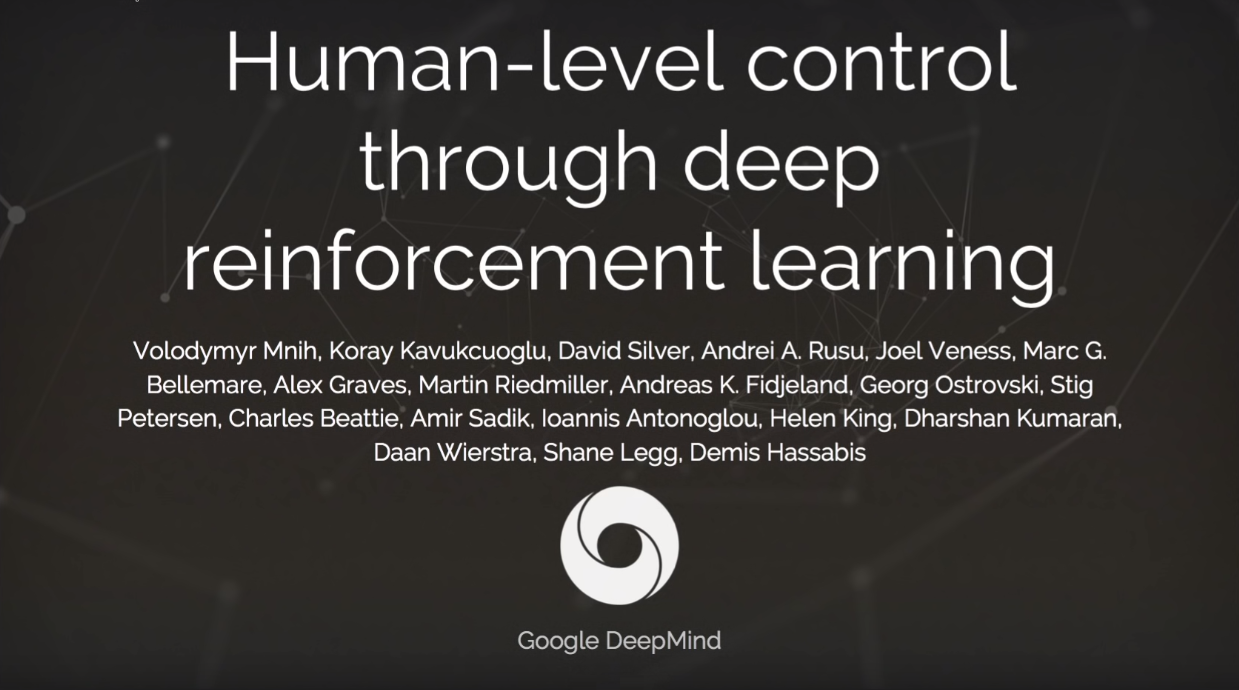 Human-level control
through deep
reinforcement learning
Volodymyr Mnih, Koray Kavukcuoglu, David Silver, Andrei A. Rusu, Joel Veness, Marc G.
Bellemare, Alex Graves, Martin Riedmiller, Andreas K. Fidjeland, Georg Ostrovski, Stig
Petersen, Charles Beattie, Amir Sadik, Ioannis Antonoglou, Helen King, Dharshan Kumaran,
Daan Wierstra, Shane Legg, Demis Hassabis
Google DeepMind